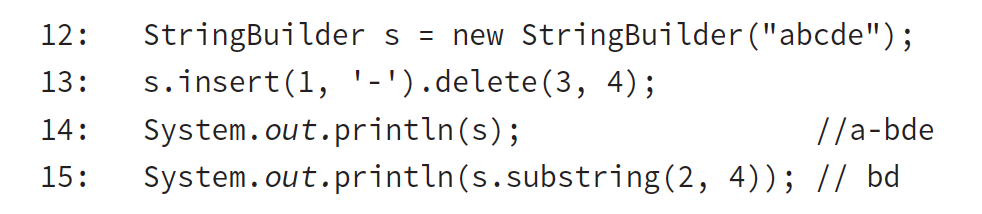 12: StringBuilder s = new StringBuilder("abcde");
13: s.insert(1, '-').delete(3, 4);
14: System.out.println(s); //a-bde
15: System.out.println(s.substring(2, 4)); // bd